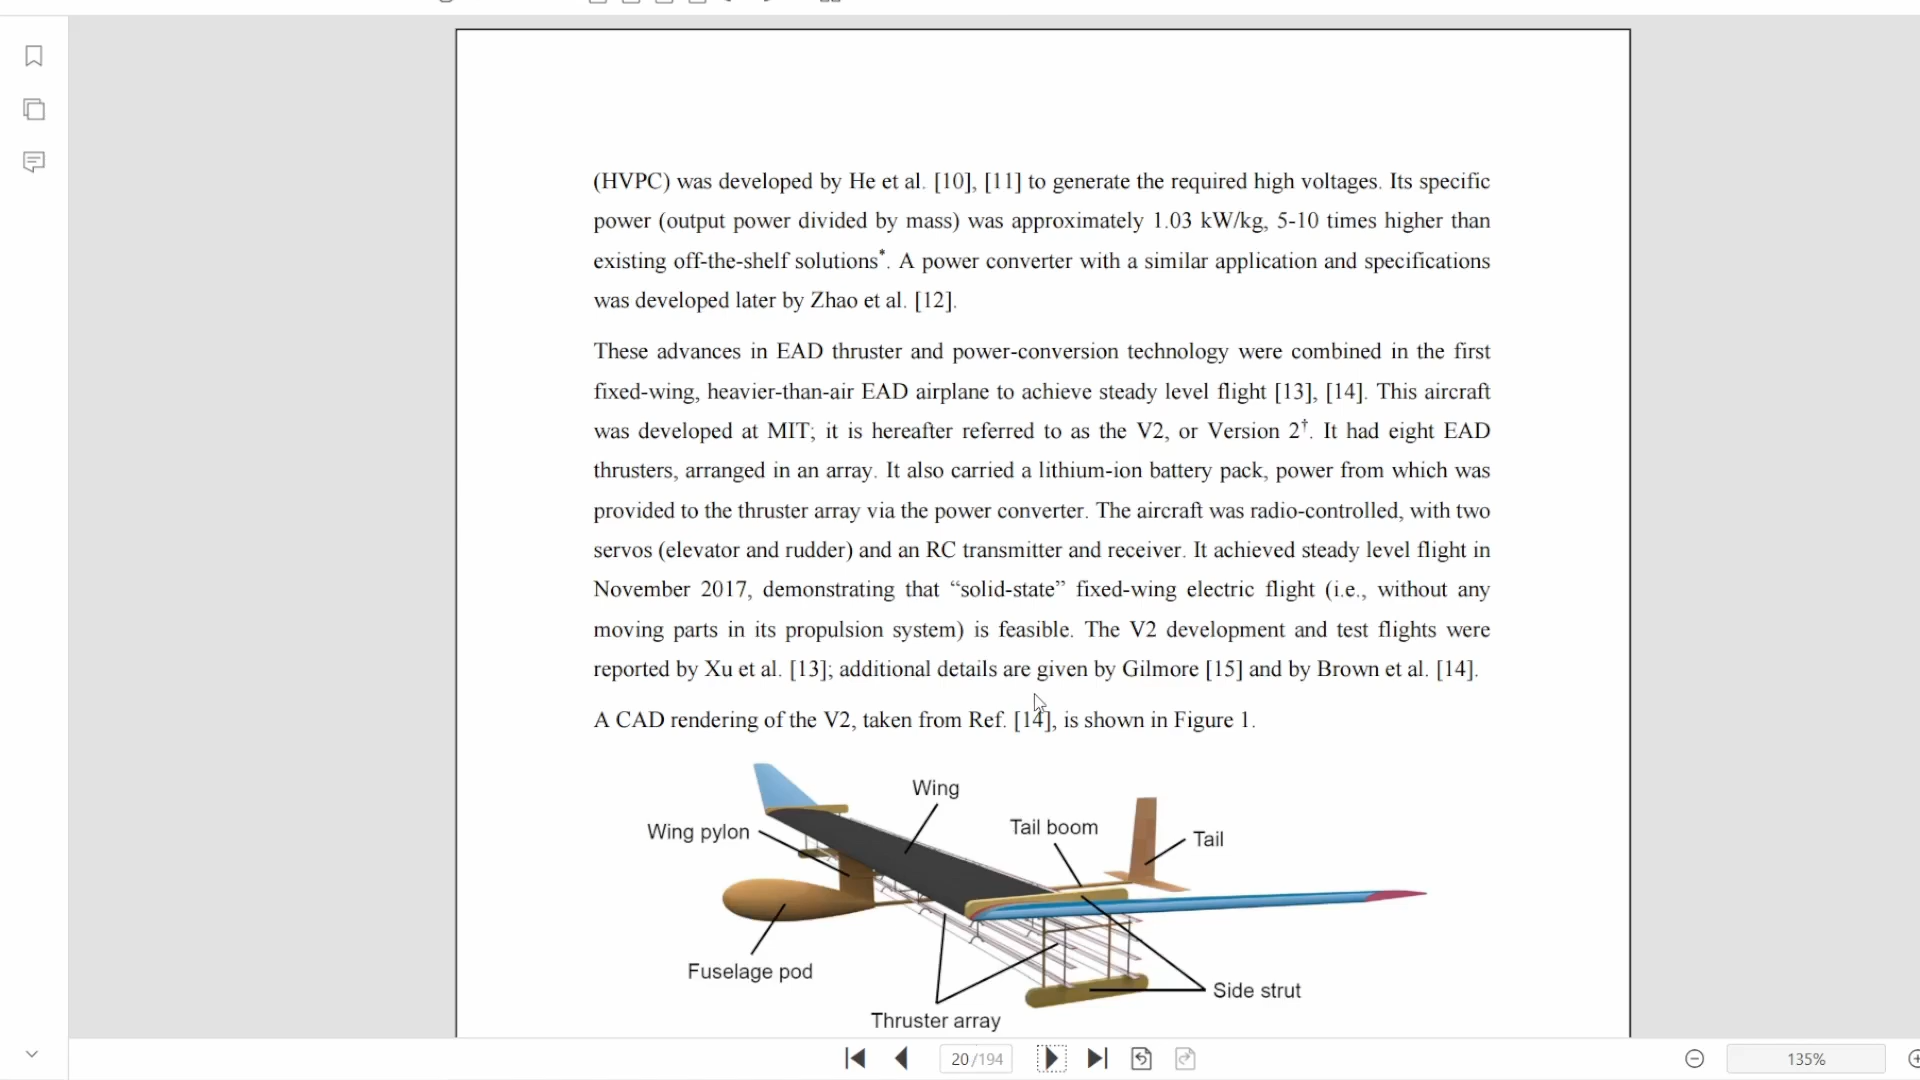 (HVPC) was developed by He et al. [10], [11] to generate the required high voltages. Its specific
power (output power divided by mass) was approximately 1.03 kW/kg, 5-10 times higher than
existing off-the-shelf solutions*. A power converter with a similar application and specifications
was developed later by Zhao et al. [12].
These advances in EAD thruster and power-conversion technology were combined in the first
fixed-wing, heavier-than-air EAD airplane to achieve steady level flight [13], [14]. This aircraft
was developed at MIT; it is hereafter referred to as the V2, or Version 2†. It had eight EAD
thrusters, arranged in an array. It also carried a lithium-ion battery pack, power from which was
provided to the thruster array via the power converter. The aircraft was radio-controlled, with two
servos (elevator and rudder) and an RC transmitter and receiver. It achieved steady level flight in
November 2017, demonstrating that “solid-state” fixed-wing electric flight (i.e., without any
moving parts in its propulsion system) is feasible. The V2 development and test flights were
reported by Xu et al. [13]; additional details are given by Gilmore [15] and by Brown et al. [14].
A CAD rendering of the V2, taken from Ref. [14], is shown in Figure 1.
Wing
Tail boom
Wing pylon
Tail
Fuselage pod
Side strut
Thruster array
20/194
135%